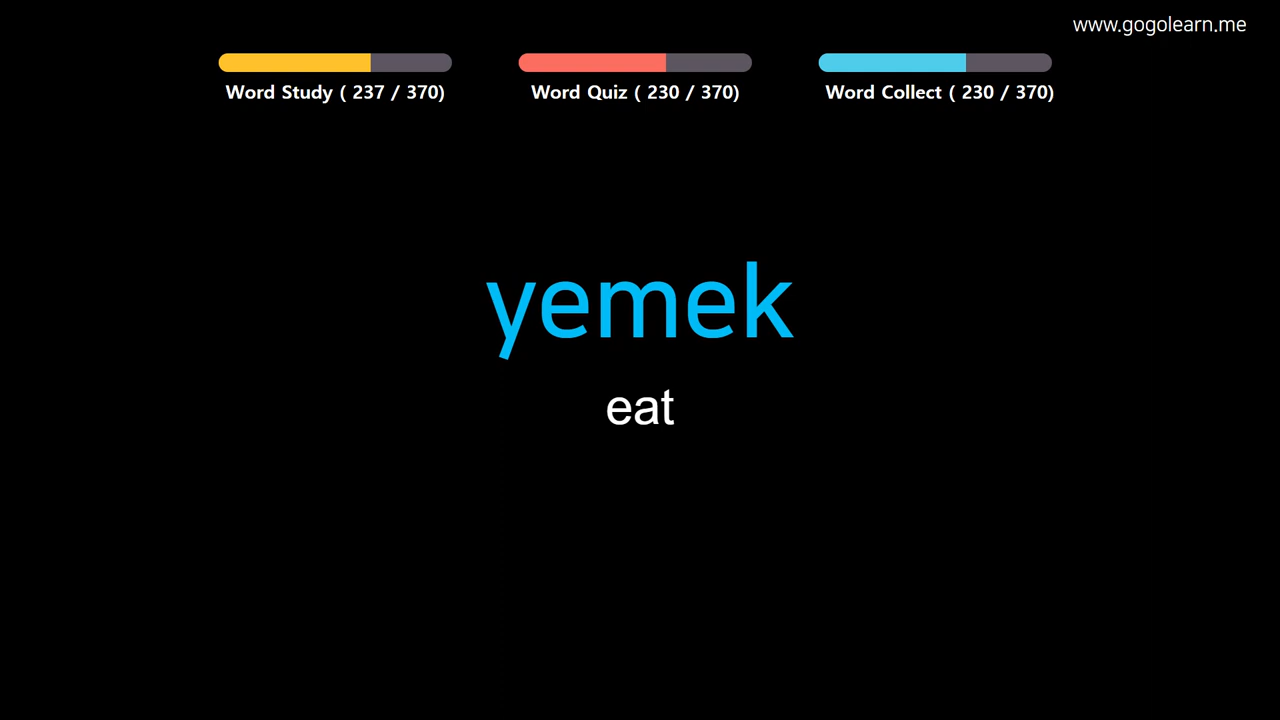 www.gogolearn.me
Word Study ( 237 / 370)
Word Quiz ( 230 / 370)
Word Collect ( 230 / 370)
yemek
eat